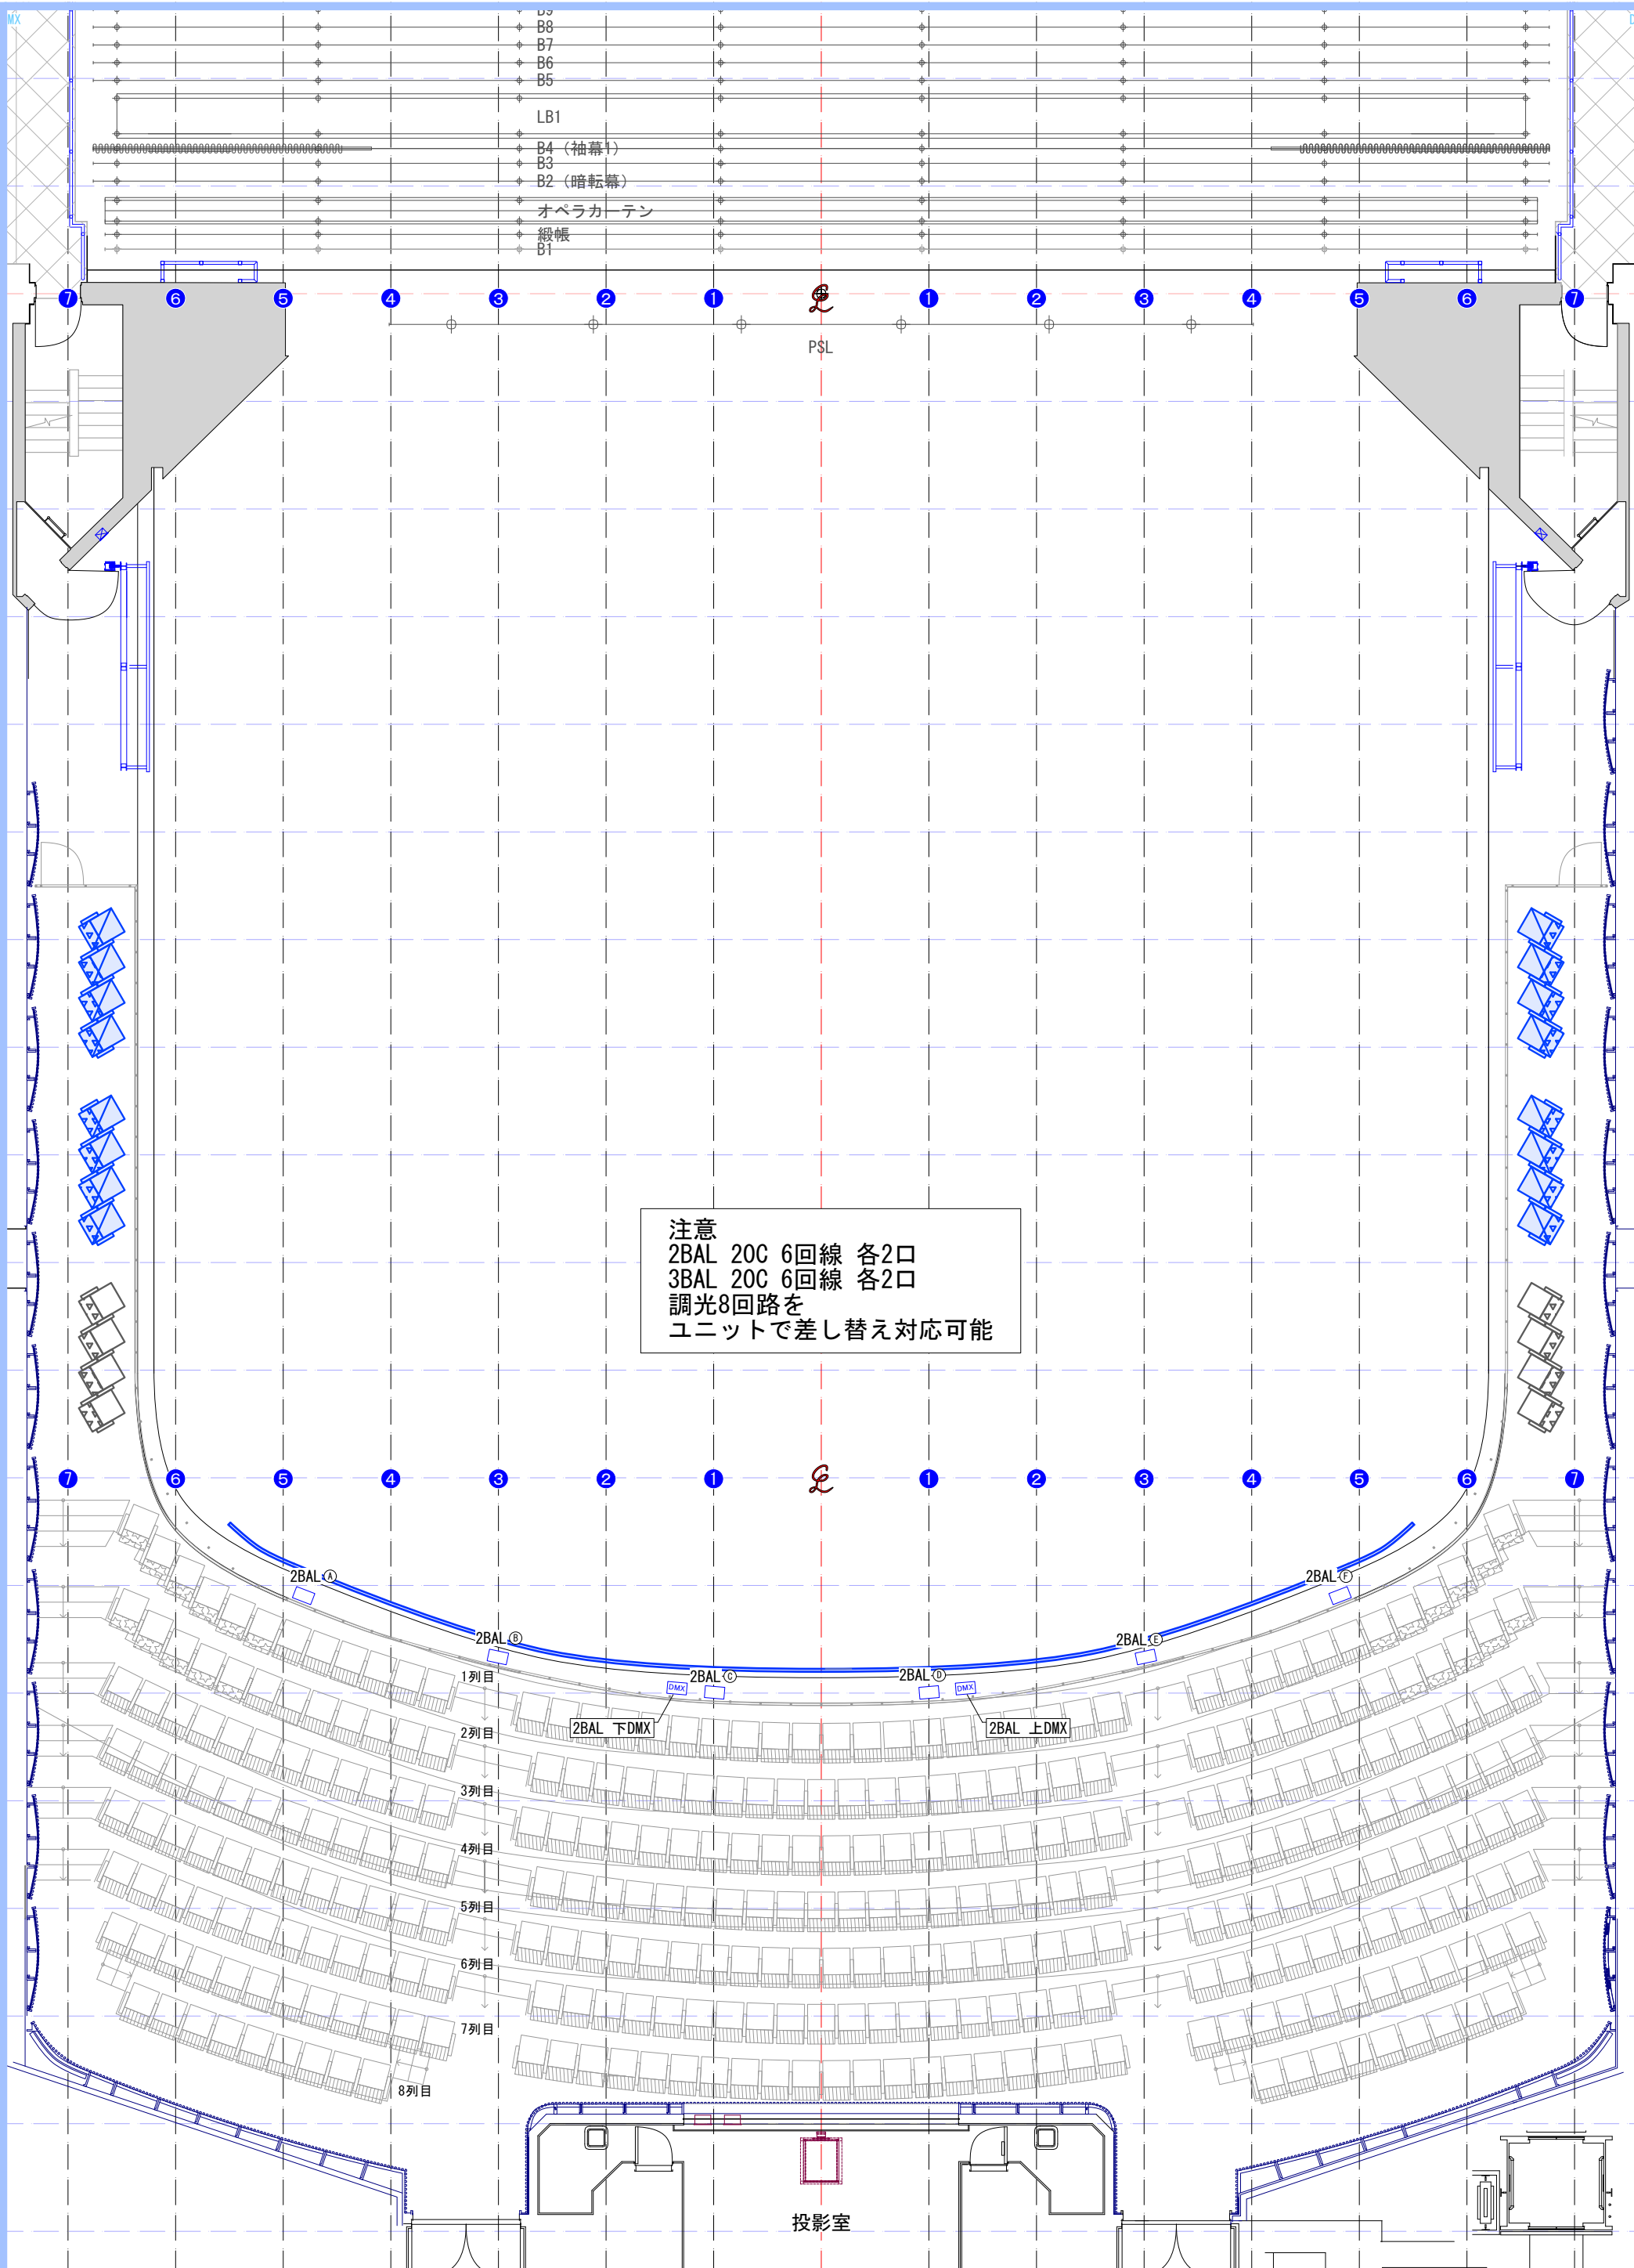 MX
B9
B8
B7
B6
B5
LB1
B4（袖幕1）
B3
B2（暗転幕）
オペラカーテン
緞帳
B1
7 6 5 4 3 2 1 1 2 3 4 5 6 7
PSL
注意
2BAL 20C 6回線 各2口
3BAL 20C 6回線 各2口
調光8回路を
ユニットで差し替え対応可能
7 6 5 4 3 2 1 1 2 3 4 5 6 7
2BAL Ⓐ
2BAL Ⓕ
2BAL Ⓑ
2BAL Ⓔ
2BAL Ⓒ
2BAL Ⓓ
1列目
DMX
DMX
2BAL 下DMX
2BAL 上DMX
2列目
3列目
4列目
5列目
6列目
7列目
8列目
投影室